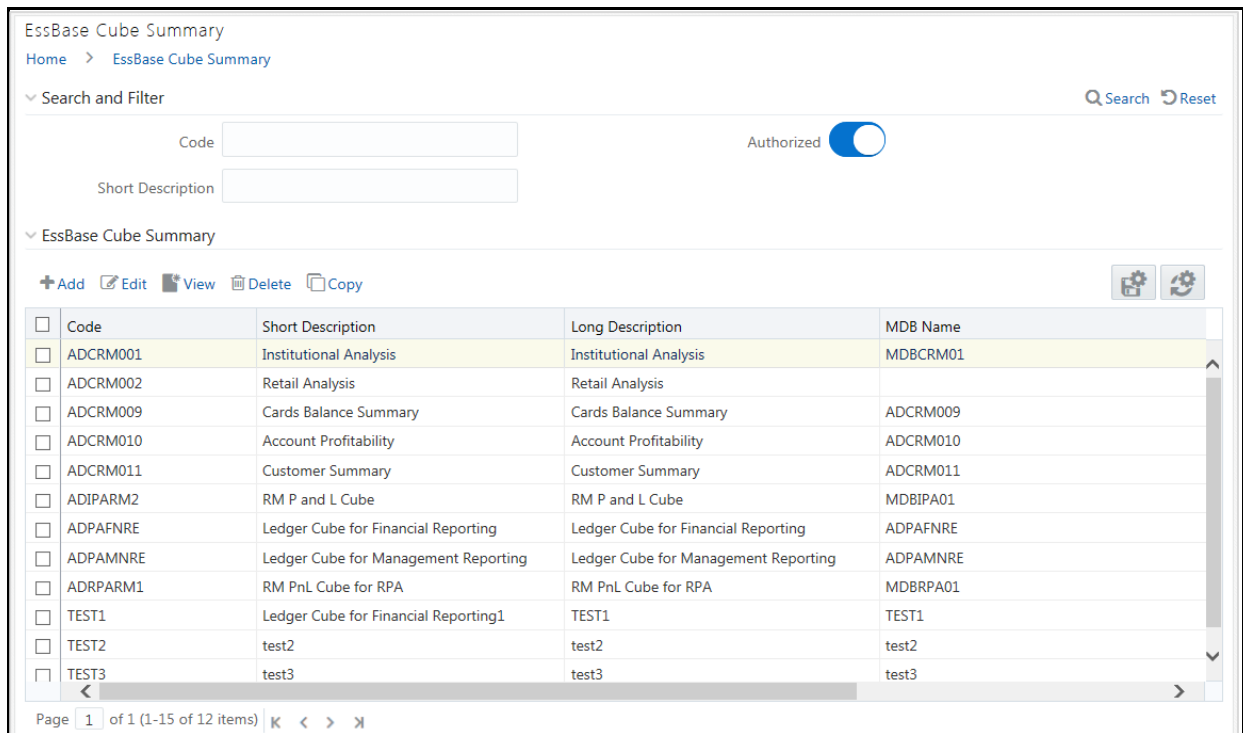 EssBase Cube Summary
Home > EssBase Cube Summary
Search and Filter Search Reset
Code Authorized
Short Description
EssBase Cube Summary
Add Edit View Delete Copy
Code Short Description Long Description MDB Name
ADCRM001 Institutional Analysis Institutional Analysis MDBCRM01
ADCRM002 Retail Analysis Retail Analysis
ADCRM009 Cards Balance Summary Cards Balance Summary ADCRM009
ADCRM010 Account Profitability Account Profitability ADCRM010
ADCRM011 Customer Summary Customer Summary ADCRM011
ADIPARM2 RM P and L Cube RM P and L Cube MDBIPA01
ADPAFNRE Ledger Cube for Financial Reporting Ledger Cube for Financial Reporting ADPAFNRE
ADPAMNRE Ledger Cube for Management Reporting Ledger Cube for Management Reporting ADPAMNRE
ADRPARM1 RM PnL Cube for RPA RM PnL Cube for RPA MDBRPA01
TEST1 Ledger Cube for Financial Reporting1 TEST1 TEST1
TEST2 test2 test2 test2
TEST3 test3 test3 test3
Page 1 of 1 (1-15 of 12 items)